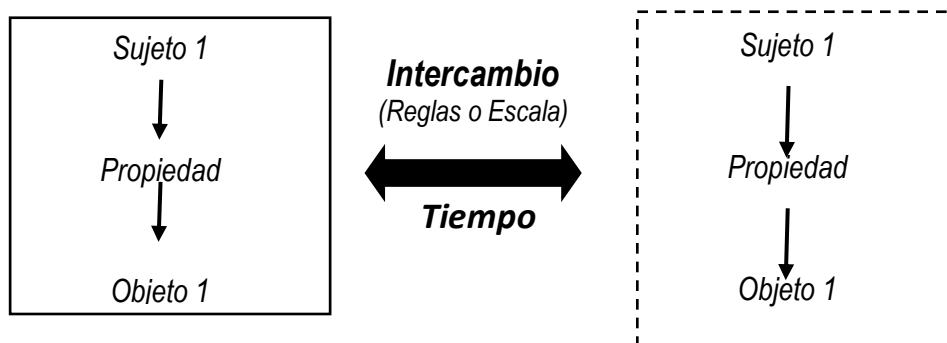 Sujeto 1
Propiedad
Objeto 1
Intercambio
(Reglas o Escala)
Tiempo
Sujeto 1
Propiedad
Objeto 1